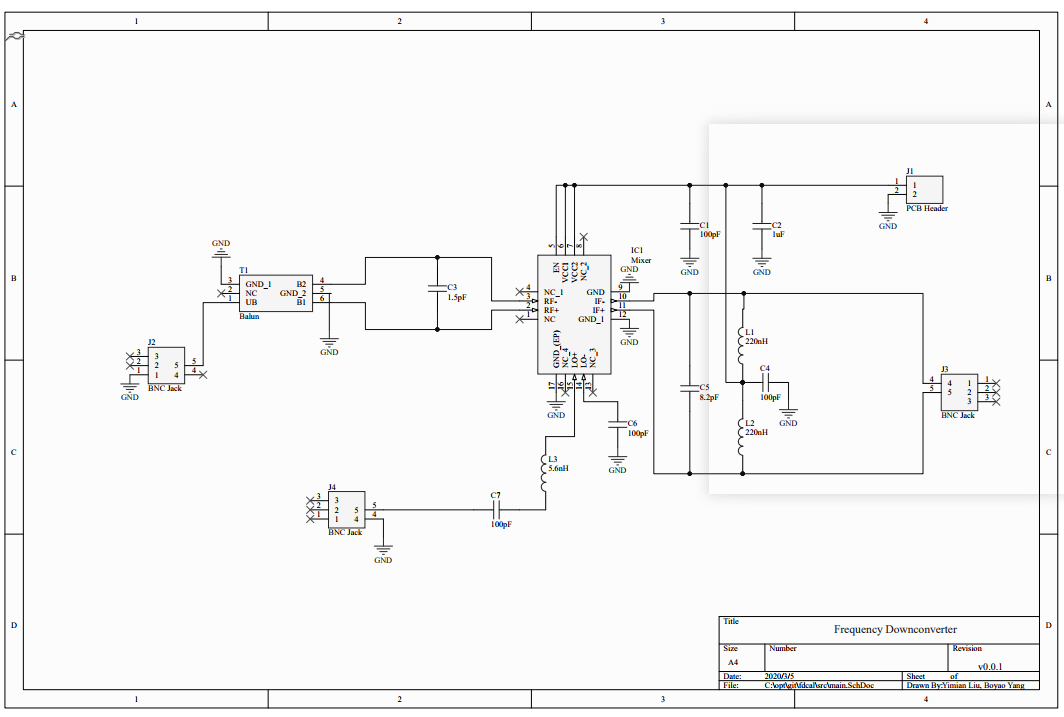 1 2 3 4
A A
J1
1 1
2 2
PCB Header
GND
C1
100pF
GND
C2
1uF
GND
5 6 7 8
EN VCC1 VCC2 NC_2
IC1
Mixer
GND
GND
T1
3 GND_1 B2 4
2 NC GND_2 5
1 UB B1 6
Balun
GND
B B
C3
1.5pF
4 NC_1 GND 9
3 RF- IF- 10
2 RF+ IF+ 11
1 NC GND_1 12
GND
GND_(EP) NC_4 LO+ LO- NC_3
17 16 15 14 13
GND
J2
3 3
2 2 5 5
1 1 4 4
BNC Jack
GND
L1
220nH
C4
100pF
GND
C5
8.2pF
L2
220nH
J3
4 4 1 1
5 5 2 2
3 3
BNC Jack
C6
100pF
GND
C C
L3
5.6nH
C7
100pF
J4
3 3
2 2 5 5
1 1 4 4
BNC Jack
GND
D D
Title
Frequency Downconverter
Size Number Revision
A4 v0.0.1
Date: 2020/3/5 Sheet of
File: C:\opt\git\fdcal\src\main.SchDoc Drawn By:Yimian Liu, Boyao Yang
1 2 3 4